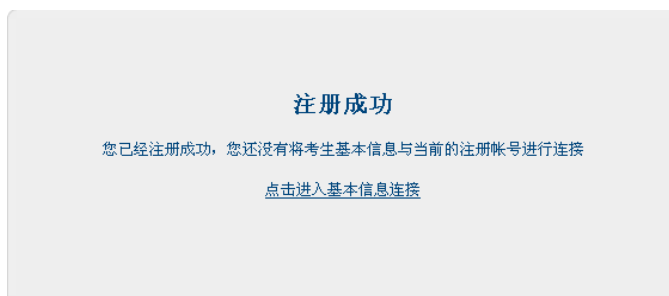 注册成功
您已经注册成功，您还没有将考生基本信息与当前的注册帐号进行连接
点击进入基本信息连接